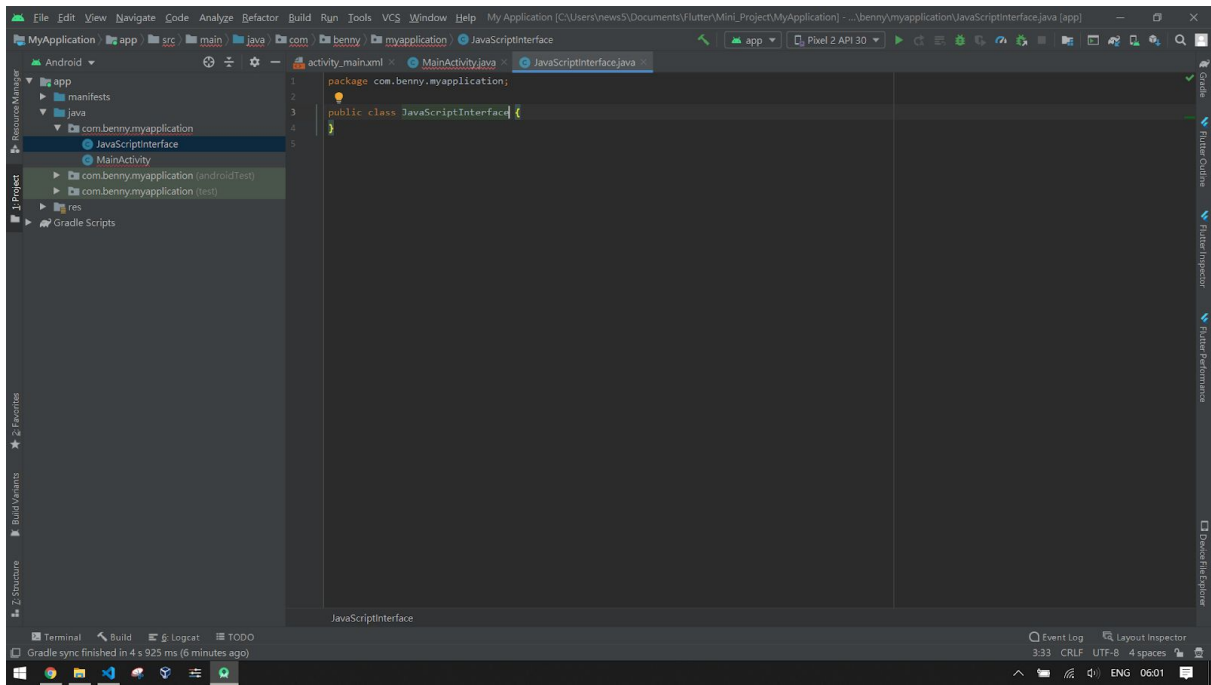 File Edit View Navigate Code Analyze Refactor Build Run Tools VCS Window Help My Application [C:\Users\news5\Documents\Flutter\Mini_Project\MyApplication] - ...\benny\myapplication\JavaScriptInterface.java [app]
MyApplication app src main java com benny myapplication JavaScriptInterface app Pixel 2 API 30
Android activity_main.xml MainActivity.java JavaScriptInterface.java
app
manifests
java
com.benny.myapplication
JavaScriptInterface
MainActivity
com.benny.myapplication (androidTest)
com.benny.myapplication (test)
res
Gradle Scripts
Resource Manager
1: Project
2: Favorites
Build Variants
Z: Structure
1 package com.benny.myapplication;
2
3 public class JavaScriptInterface {
4 }
5
JavaScriptInterface
Gradle
Flutter Outline
Flutter Inspector
Flutter Performance
Device File Explorer
Terminal Build 6: Logcat TODO Event Log Layout Inspector
Gradle sync finished in 4 s 925 ms (6 minutes ago) 3:33 CRLF UTF-8 4 spaces
ENG 06:01